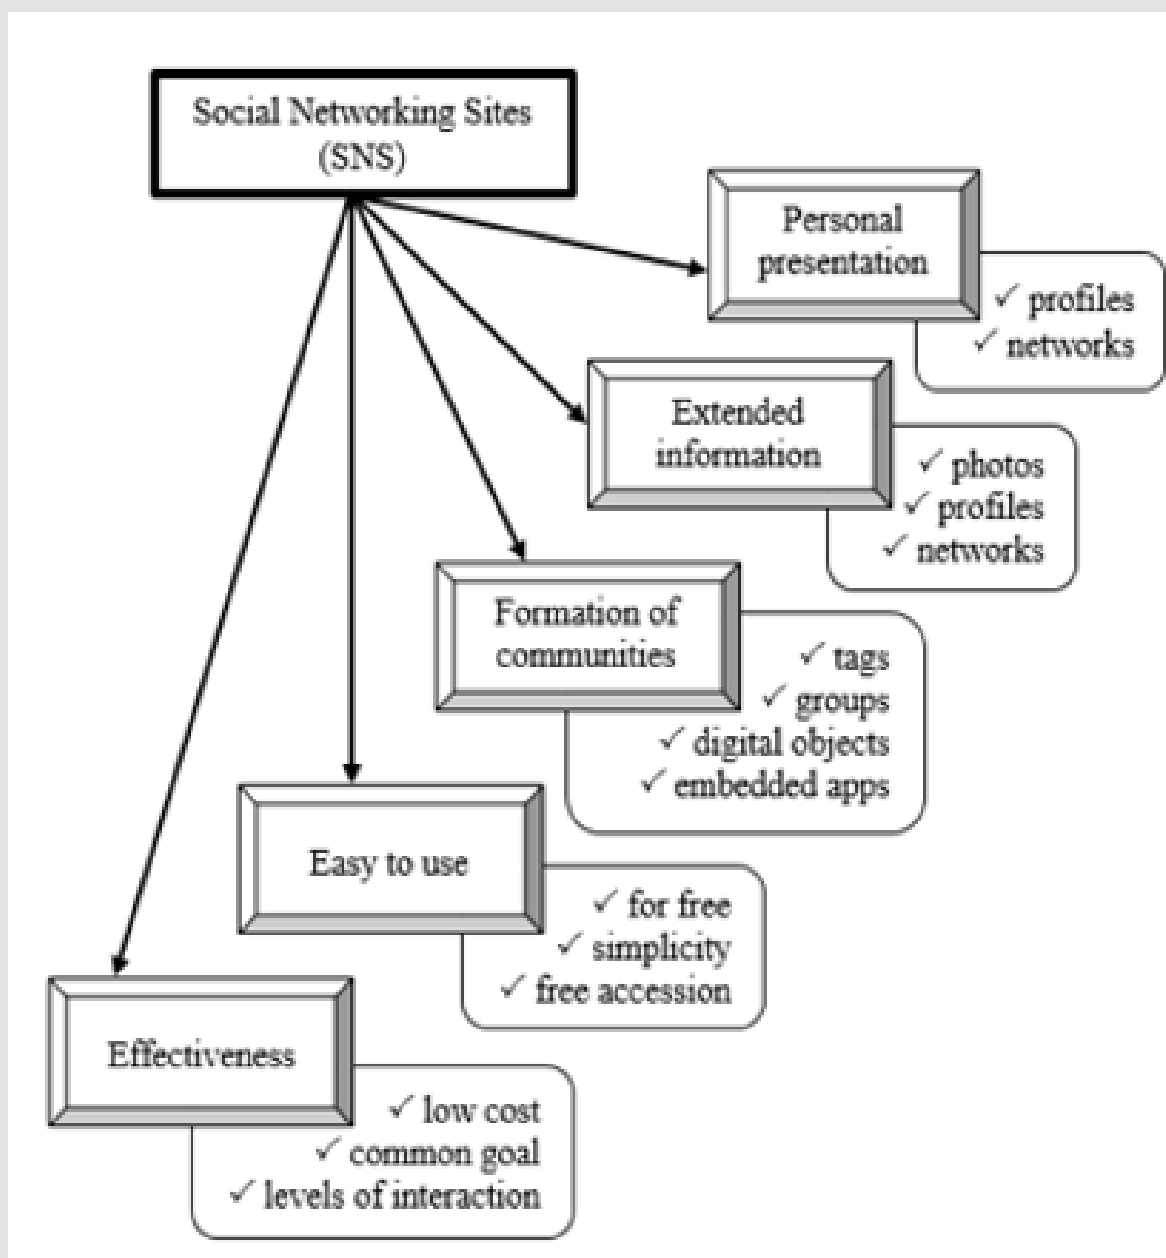 Social Networking Sites
(SNS)
Personal
presentation
✓ profiles
✓ networks
Extended
information
✓ photos
✓ profiles
✓ networks
Formation of
communities
✓ tags
✓ groups
✓ digital objects
✓ embedded apps
Easy to use
✓ for free
✓ simplicity
✓ free accession
Effectiveness
✓ low cost
✓ common goal
✓ levels of interaction